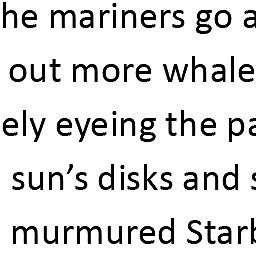 he mariners go a
out more whale
ely eyeing the pa
sun’s disks and s
murmured Starb